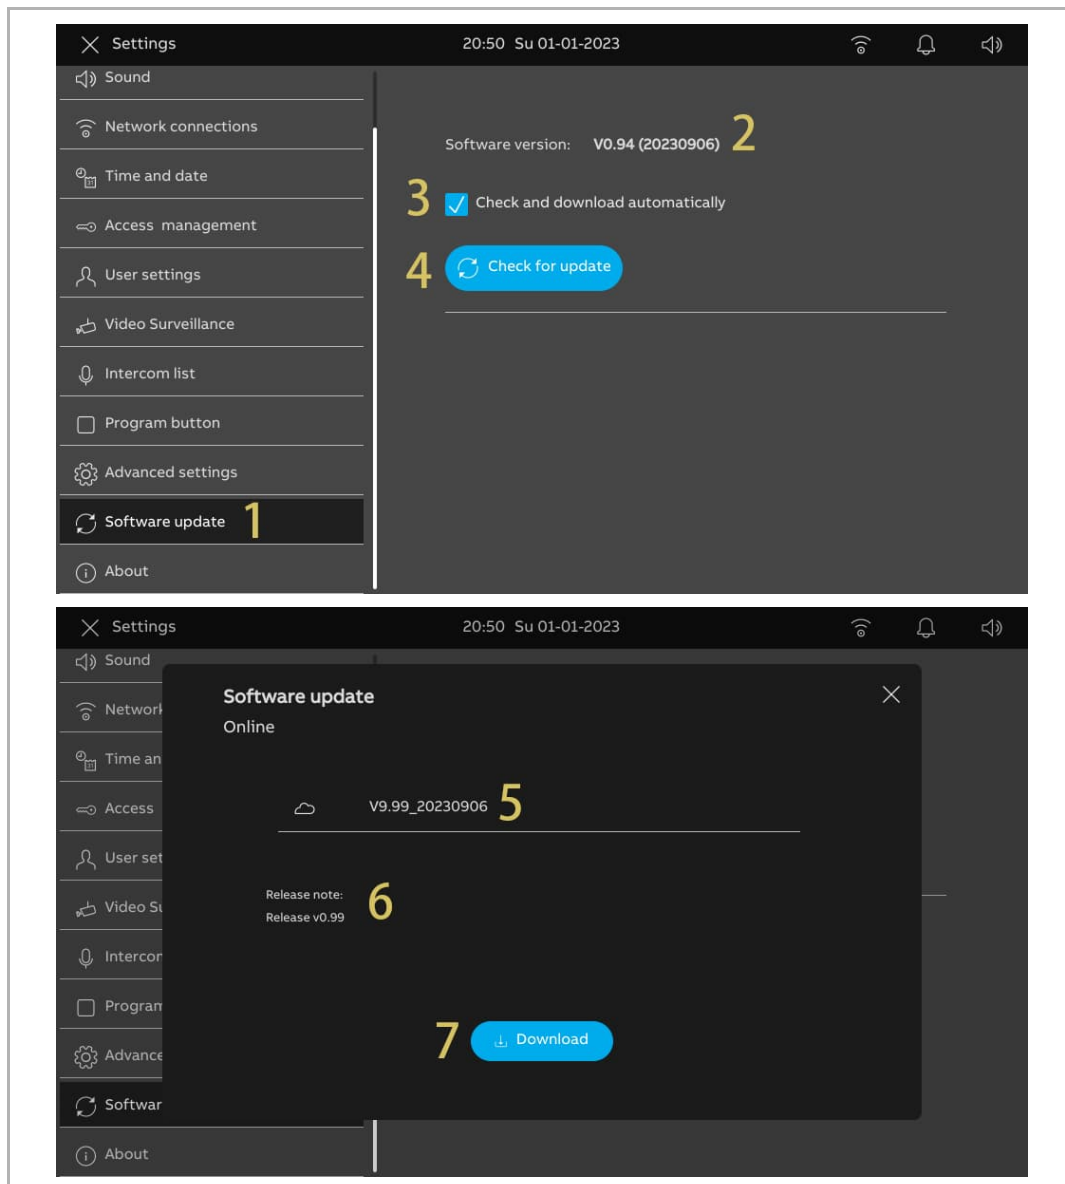 Settings 20:50 Su 01-01-2023
Sound
Network connections
Software version: V0.94 (20230906) 2
Time and date
3 Check and download automatically
Access management
4 Check for update
User settings
Video Surveillance
Intercom list
Program button
Advanced settings
Software update 1
About
Settings 20:50 Su 01-01-2023
Sound
Software update
Network
Online
Time an
V9.99_20230906 5
Access
User set
Release note: 6
Video Su
Release v0.99
Intercor
Program
7 Download
Advance
Softwar
About